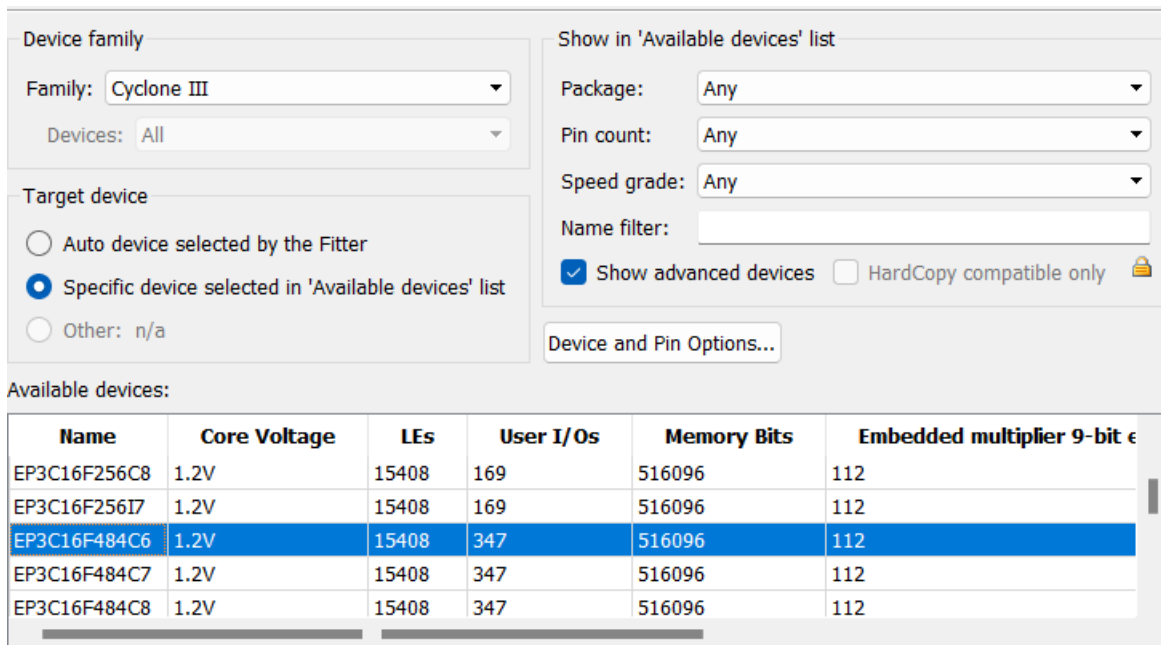 Device family
Family: Cyclone III
Devices: All
Target device
Auto device selected by the Fitter
Specific device selected in 'Available devices' list
Other: n/a
Show in 'Available devices' list
Package: Any
Pin count: Any
Speed grade: Any
Name filter:
Show advanced devices HardCopy compatible only
Device and Pin Options...
Available devices:
Name Core Voltage LEs User I/Os Memory Bits Embedded multiplier 9-bit e
EP3C16F256C8 1.2V 15408 169 516096 112
EP3C16F256I7 1.2V 15408 169 516096 112
EP3C16F484C6 1.2V 15408 347 516096 112
EP3C16F484C7 1.2V 15408 347 516096 112
EP3C16F484C8 1.2V 15408 347 516096 112